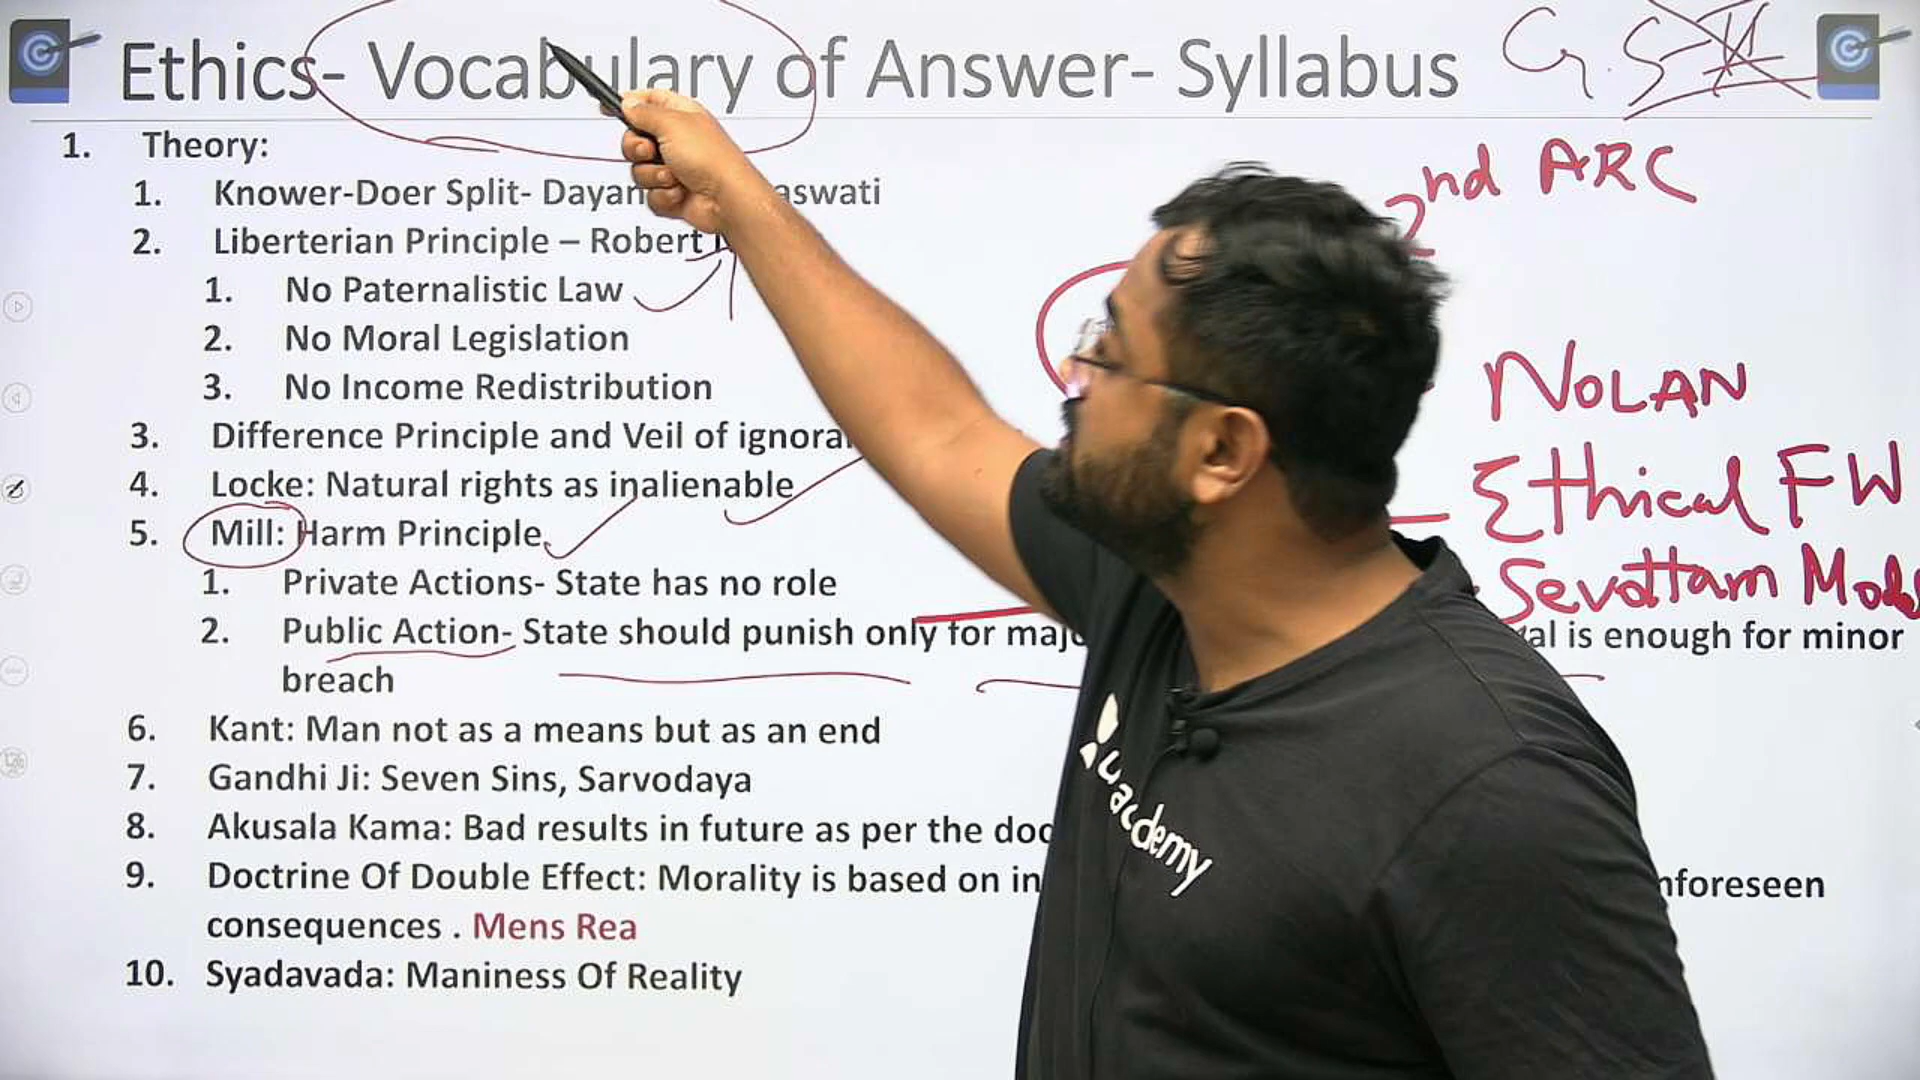 Ethics- Vocabulary of Answer- Syllabus
G.S-
1. Theory:
2nd ARC
1. Knower-Doer Split- Dayan aswati
2. Liberterian Principle – Robert
1. No Paternalistic Law
2. No Moral Legislation
NOLAN
3. No Income Redistribution
3. Difference Principle and Veil of ignora
Ethical FW
4. Locke: Natural rights as inalienable
5. Mill: Harm Principle
Sevottam Mode
1. Private Actions- State has no role
2. Public Action- State should punish only for maj al is enough for minor
breach
6. Kant: Man not as a means but as an end
7. Gandhi Ji: Seven Sins, Sarvodaya
8. Akusala Kama: Bad results in future as per the doc
9. Doctrine Of Double Effect: Morality is based on in nforeseen
consequences . Mens Rea
10. Syadavada: Maniness Of Reality
unacademy